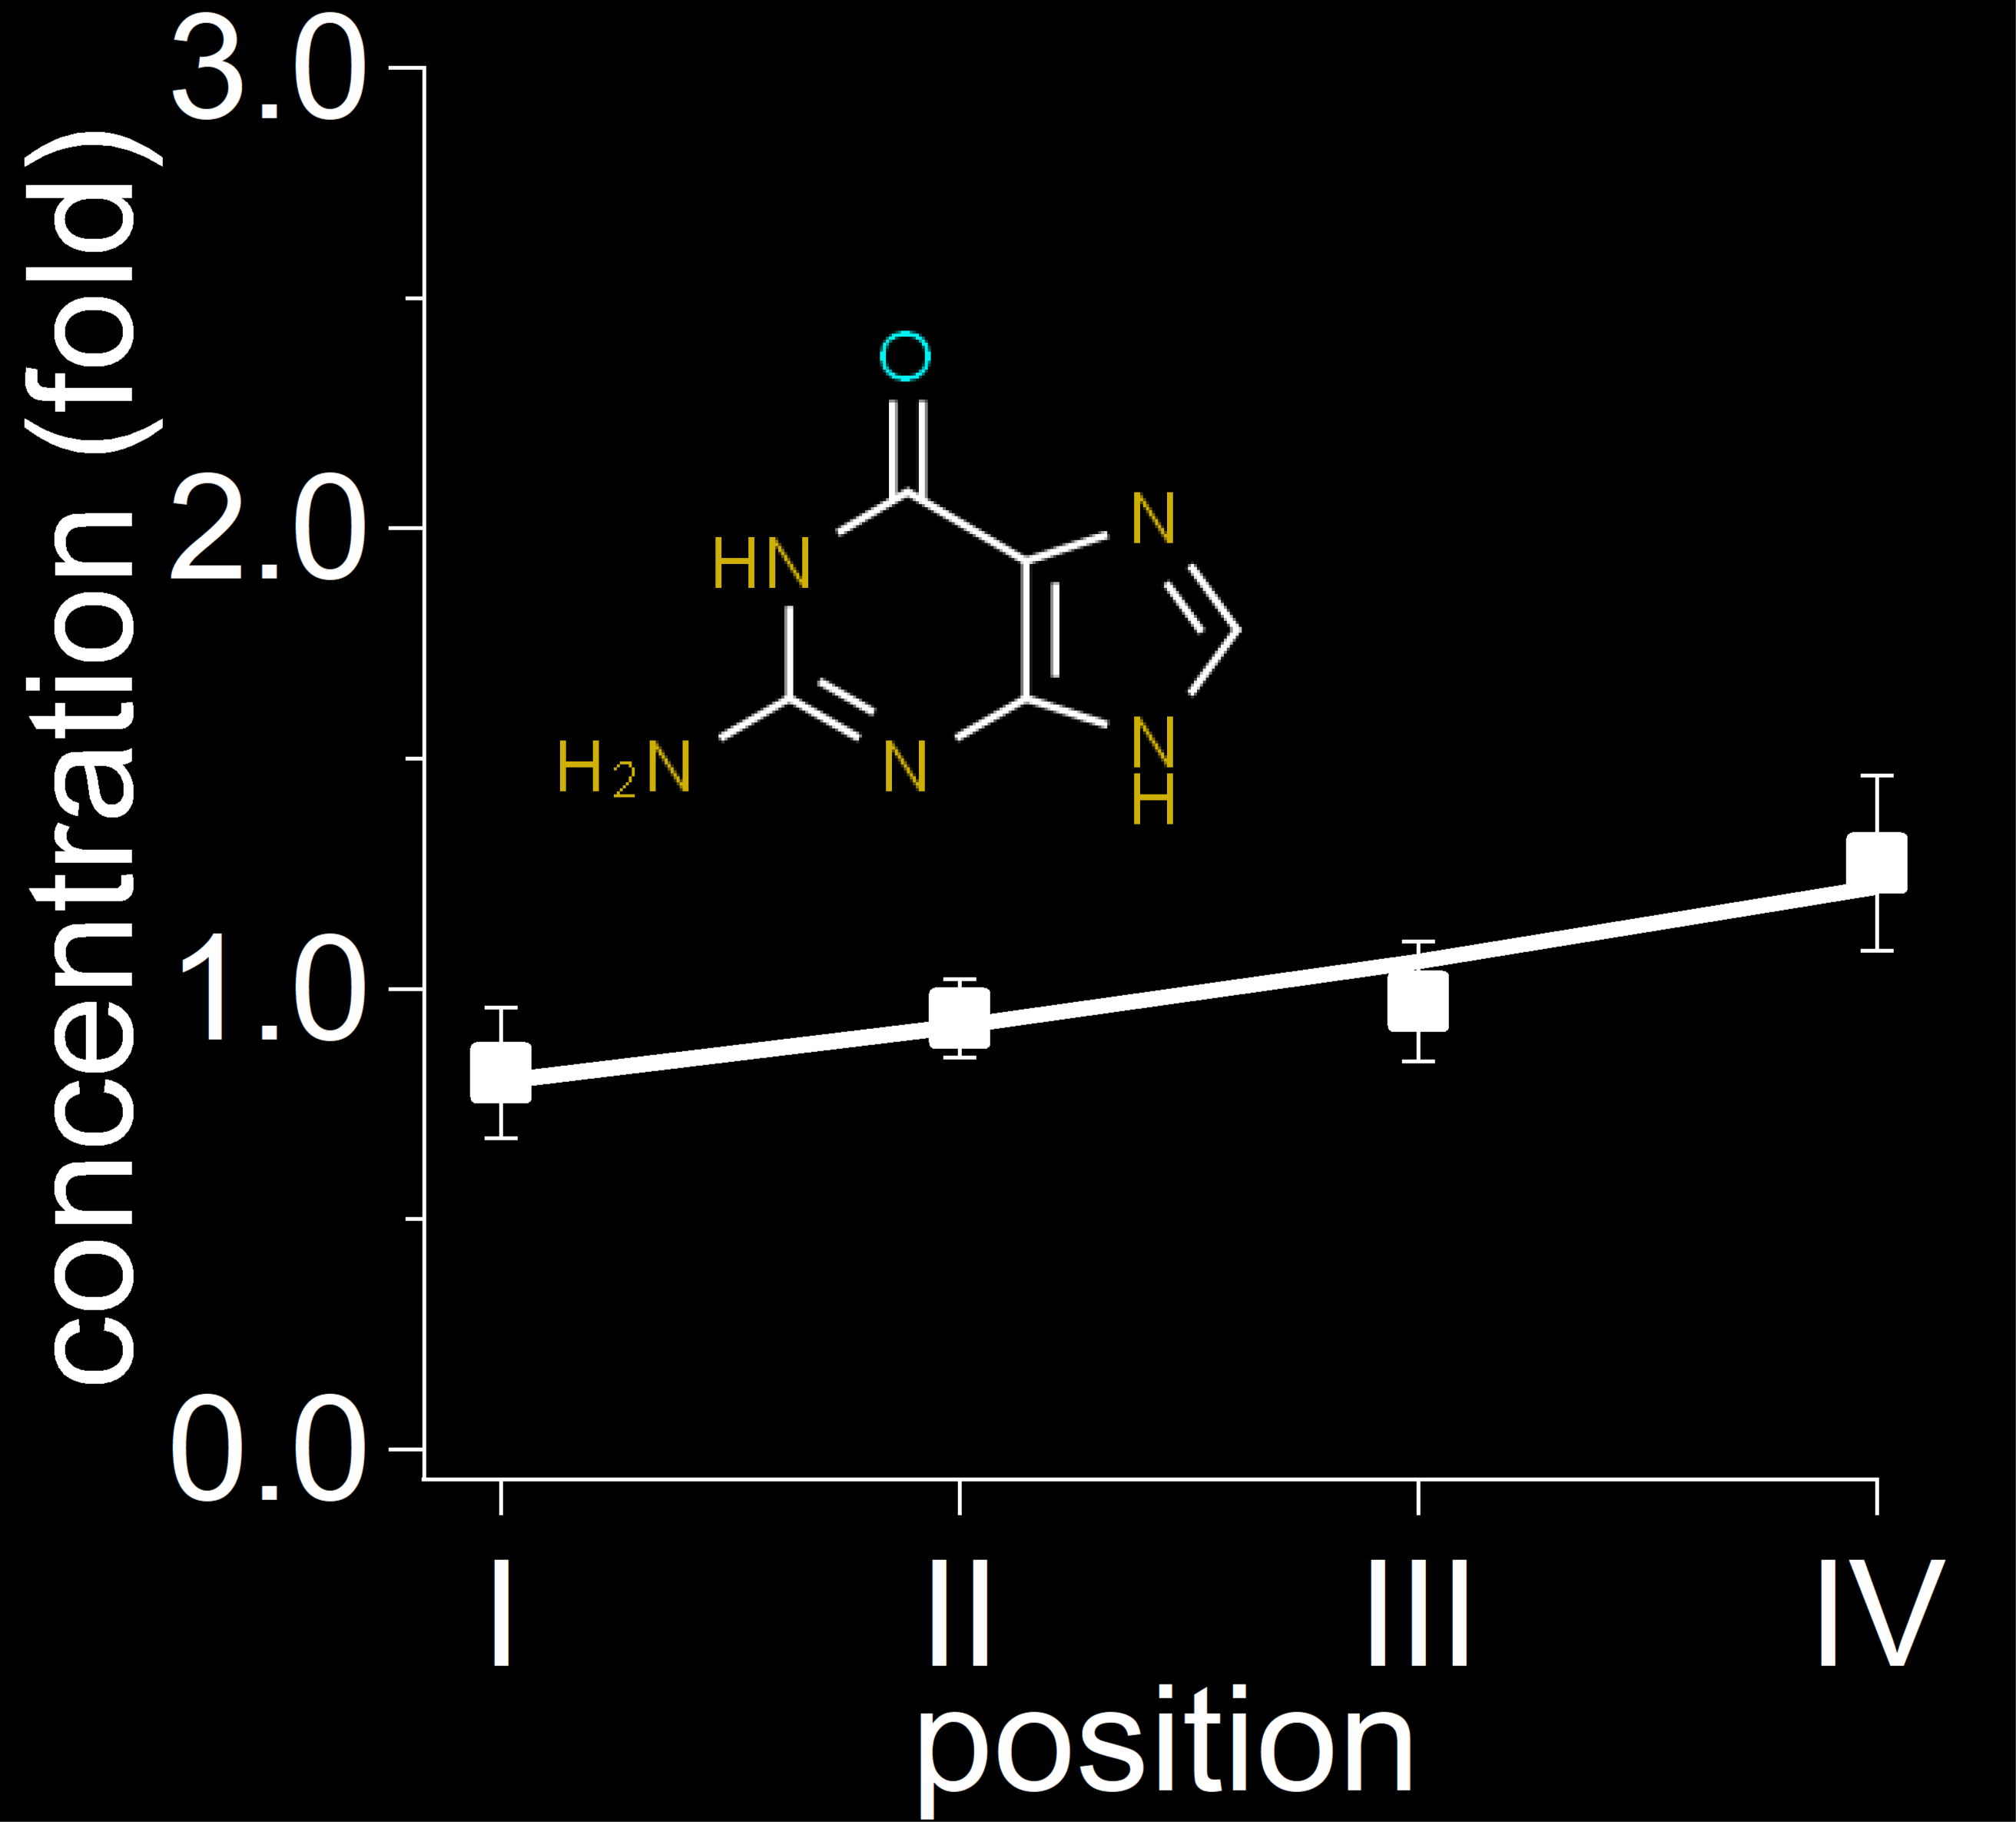 concentration (fold)
3.0
2.0
1.0
0.0
O
N
HN
H₂N
N
N
H
I II III IV
position